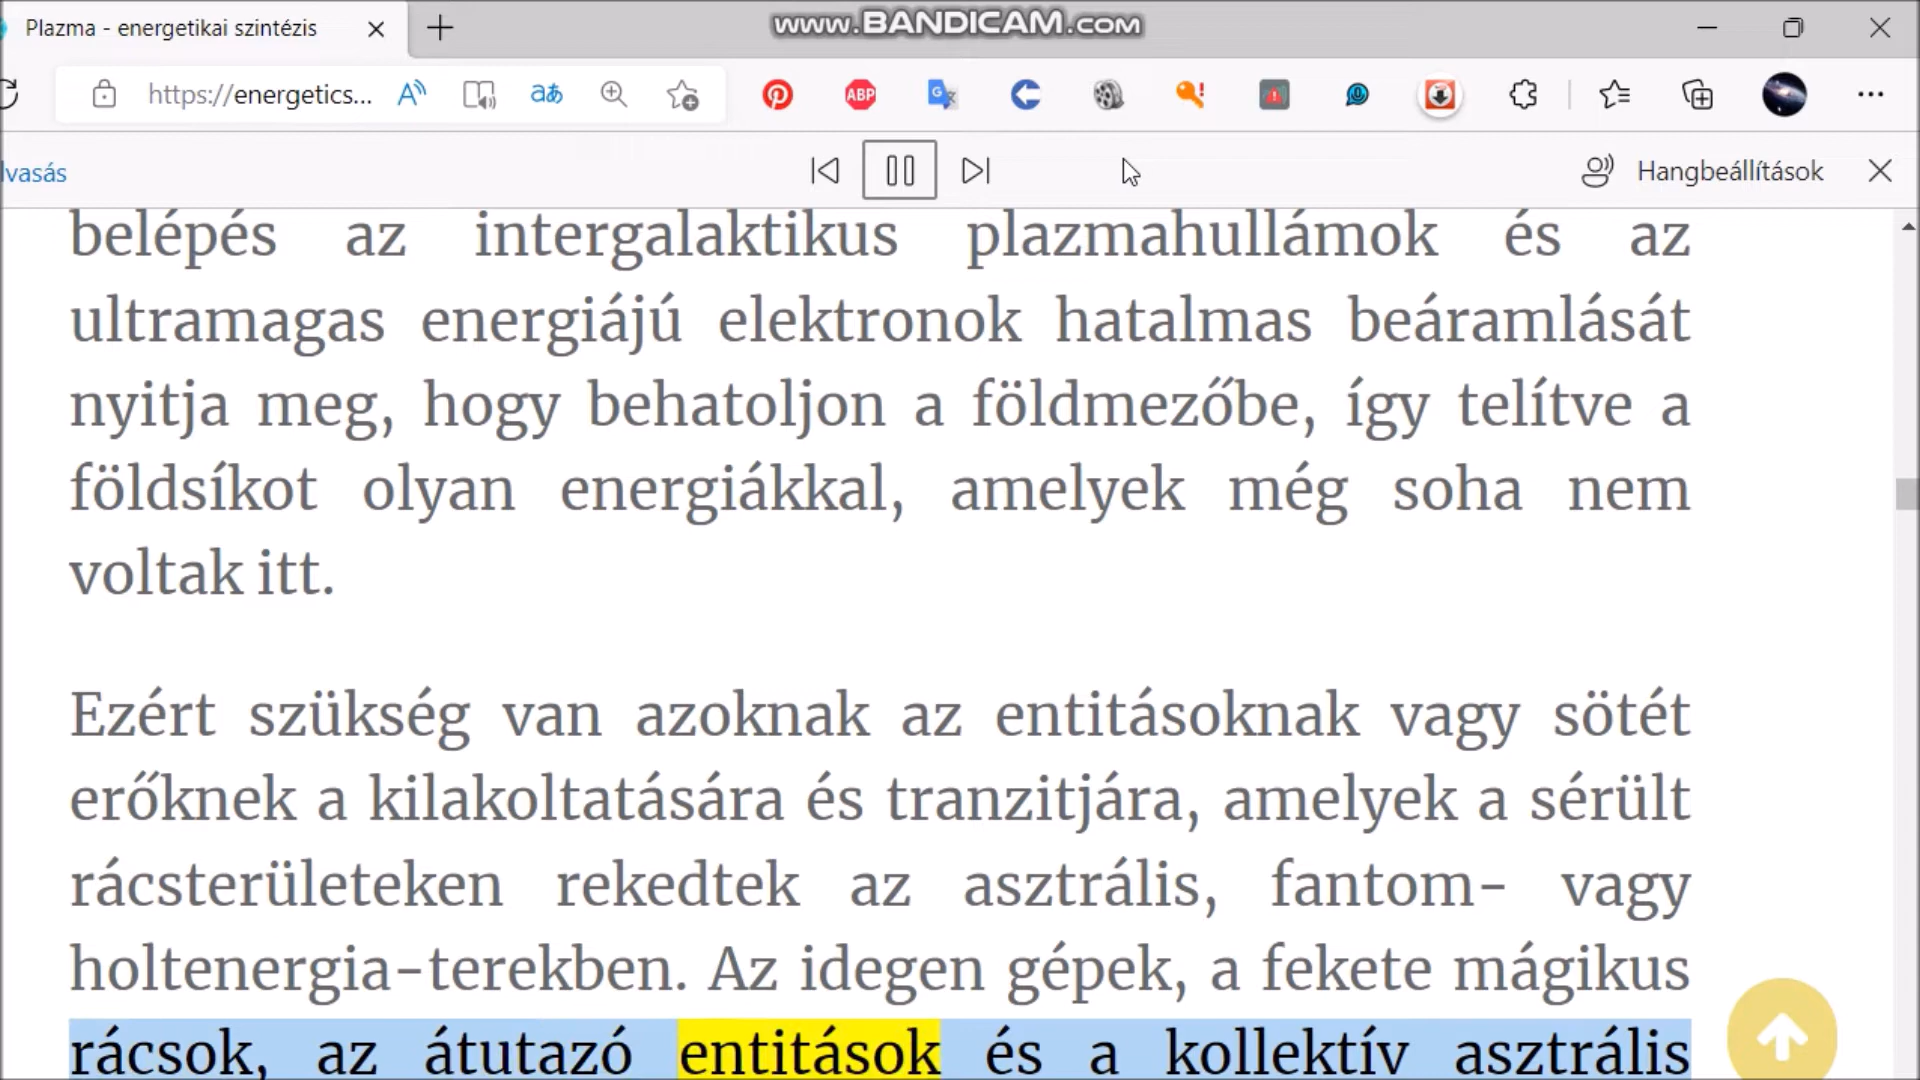 Plazma - energetikai szintézis
www.BANDICAM.com
https://energetics...
aあ
ABP
lvasás
Hangbeállítások
belépés az intergalaktikus plazmahullámok és az
ultramagas energiájú elektronok hatalmas beáramlását
nyitja meg, hogy behatoljon a földmezőbe, így telítve a
földsíkot olyan energiákkal, amelyek még soha nem
voltak itt.
Ezért szükség van azoknak az entitásoknak vagy sötét
erőknek a kilakoltatására és tranzitjára, amelyek a sérült
rácsterületeken rekedtek az asztrális, fantom- vagy
holtenergia-terekben. Az idegen gépek, a fekete mágikus
rácsok, az átutazó entitások és a kollektív asztrális